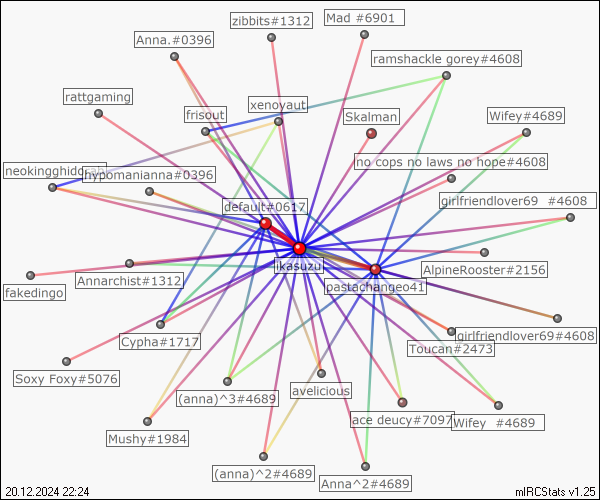 zibbits#1312
Mad #6901
Anna.#0396
ramshackle gorey#4608
rattgaming
xenoyaut
frisout
Skalman
Wifey#4689
no cops no laws no hope#4608
neokingghidorah
hypomanianna#0396
girlfriendlover69 #4608
default#0617
ikasuzu
AlpineRooster#2156
Annarchist#1312
pastachangeo41
fakedingo
girlfriendlover69#4608
Cypha#1717
Toucan#2473
Soxy Foxy#5076
avelicious
(anna)^3#4689
ace deucy#7097
Wifey #4689
Mushy#1984
(anna)^2#4689
Anna^2#4689
20.12.2024 22:24
mIRCStats v1.25